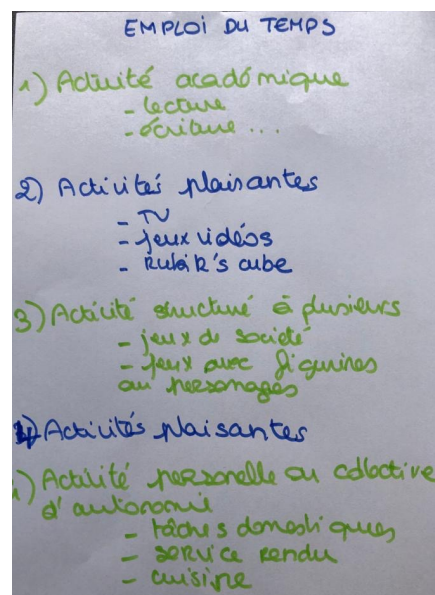 EMPLOI DU TEMPS
1) Activité académique
- lecture
- écriture ...
2) Activités plaisantes
- TV
- jeux vidéos
- Rubik's cube
3) Activité structuré à plusieurs
- jeux de société
- jeux avec figurines
ou personages
4) Activités plaisantes
) Activité personelle ou collective
d'autonomie
- tâches domestiques
- service rendu
- cuisine